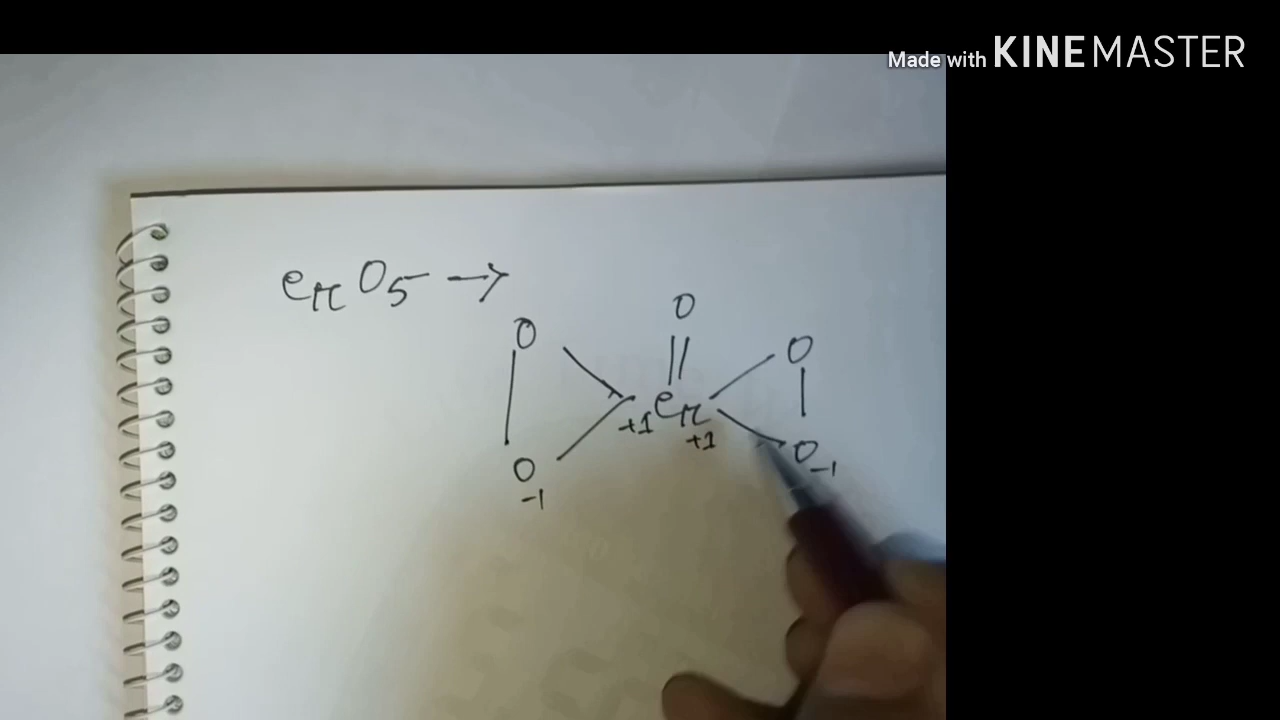 Made with KINEMASTER
CrO5 →
O
O O
||
+1 Cr
+1
O O
-1 -1